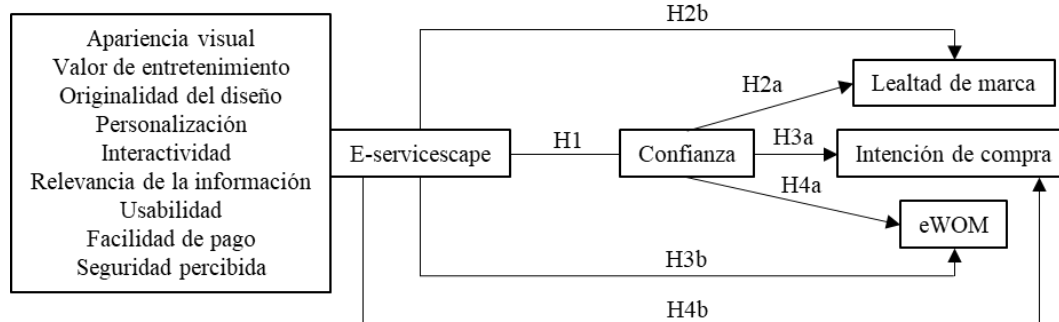 H2b
Apariencia visual
Valor de entretenimiento
Originalidad del diseño
Personalización
Interactividad
Relevancia de la información
Usabilidad
Facilidad de pago
Seguridad percibida
E-servicescape
H1
Confianza
H2a
H3a
H4a
Lealtad de marca
Intención de compra
eWOM
H3b
H4b